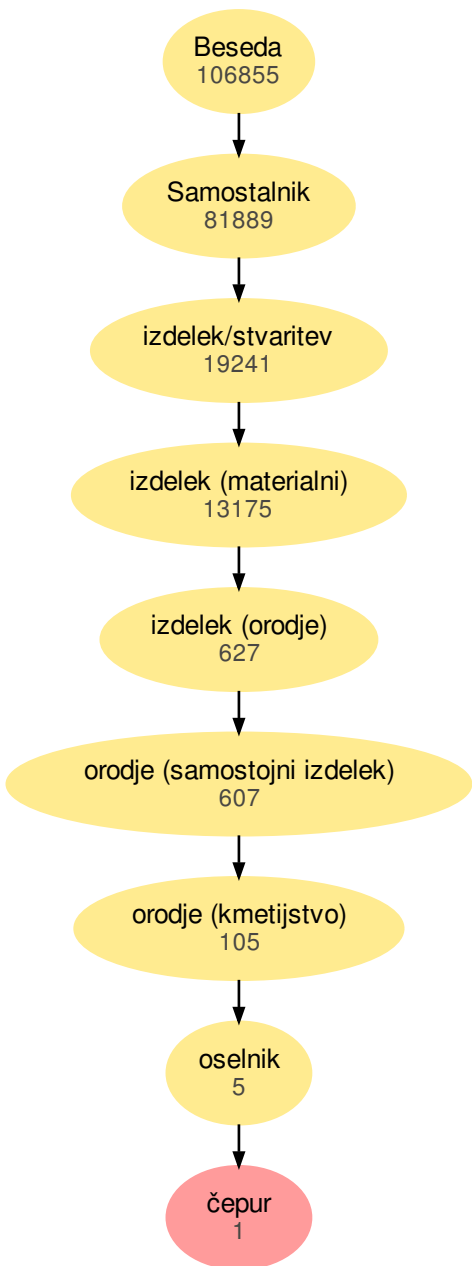 Beseda
106855
Samostalnik
81889
izdelek/stvaritev
19241
izdelek (materialni)
13175
izdelek (orodje)
627
orodje (samostojni izdelek)
607
orodje (kmetijstvo)
105
oselnik
5
čepur
1